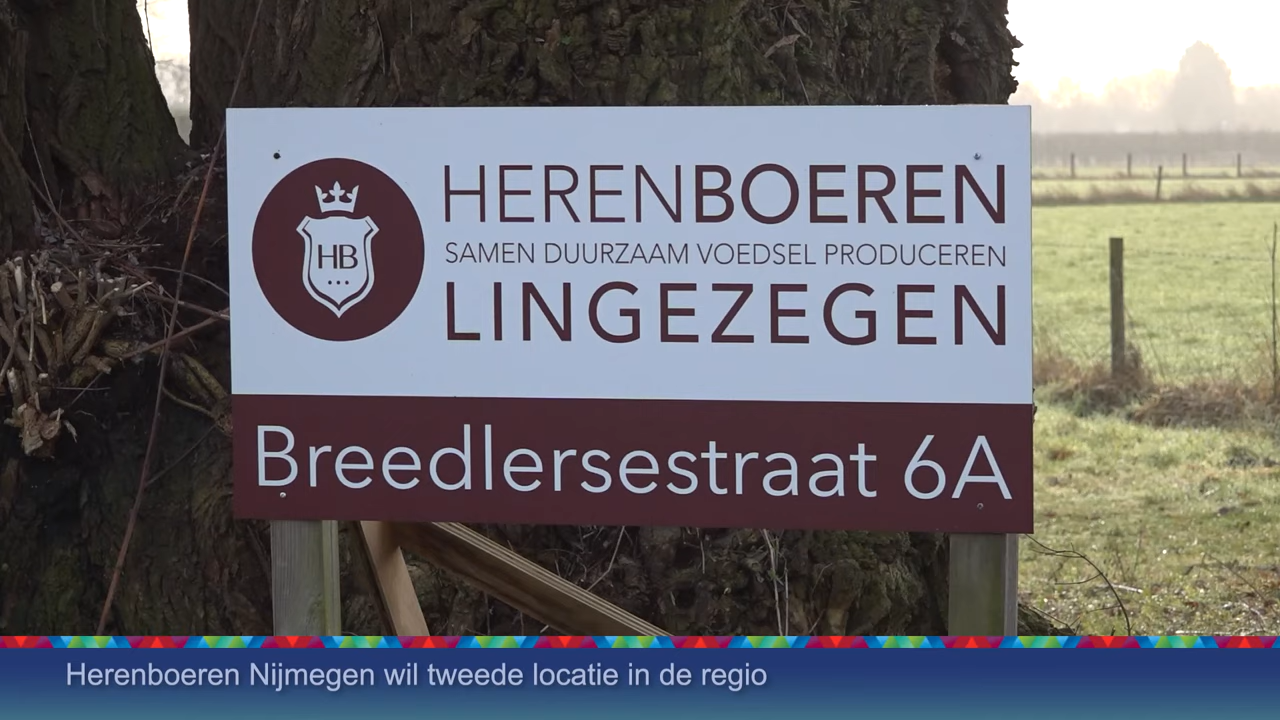 HB
HERENBOEREN
SAMEN DUURZAAM VOEDSEL PRODUCEREN
LINGEZEGEN
Breedlersestraat 6A
Herenboeren Nijmegen wil tweede locatie in de regio